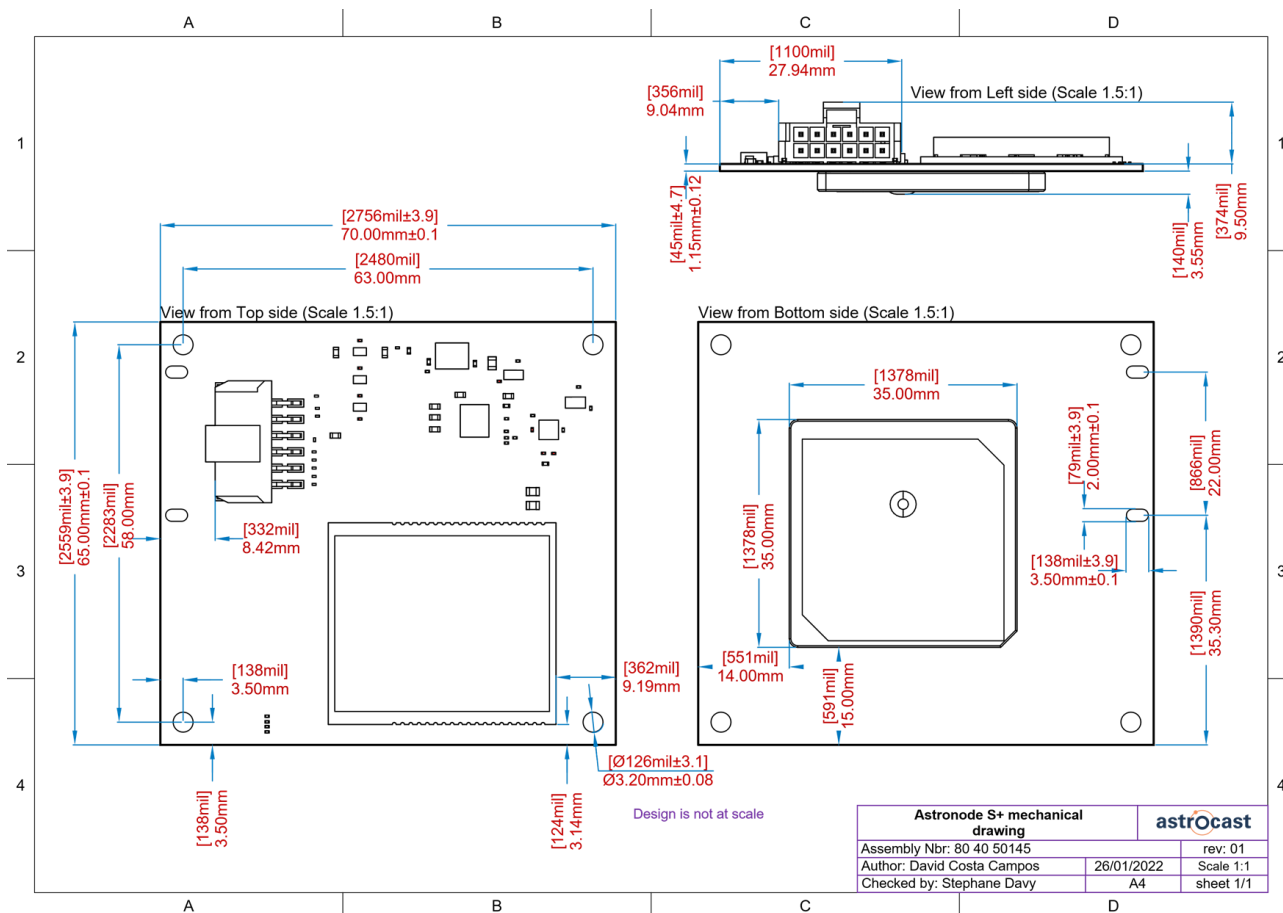 A B C D
[1100mil]
27.94mm
[356mil]
9.04mm
View from Left side (Scale 1.5:1)
1 1
[45mil±4.7]
1.15mm±0.12
[140mil]
3.55mm
[374mil]
9.50mm
[2756mil±3.9]
70.00mm±0.1
[2480mil]
63.00mm
View from Top side (Scale 1.5:1)
View from Bottom side (Scale 1.5:1)
2 2
[1378mil]
35.00mm
[79mil±3.9]
2.00mm±0.1
[866mil]
22.00mm
[2559mil±3.9]
65.00mm±0.1
[2283mil]
58.00mm
[332mil]
8.42mm
[1378mil]
35.00mm
[138mil±3.9]
3.50mm±0.1
3 3
[1390mil]
35.30mm
[138mil]
3.50mm
[362mil]
9.19mm
[551mil]
14.00mm
[591mil]
15.00mm
[Ø126mil±3.1]
Ø3.20mm±0.08
4 4
[138mil]
3.50mm
[124mil]
3.14mm
Design is not at scale
Astronode S+ mechanical
drawing
astrocast
Assembly Nbr: 80 40 50145 rev: 01
Author: David Costa Campos 26/01/2022 Scale 1:1
Checked by: Stephane Davy A4 sheet 1/1
A B C D